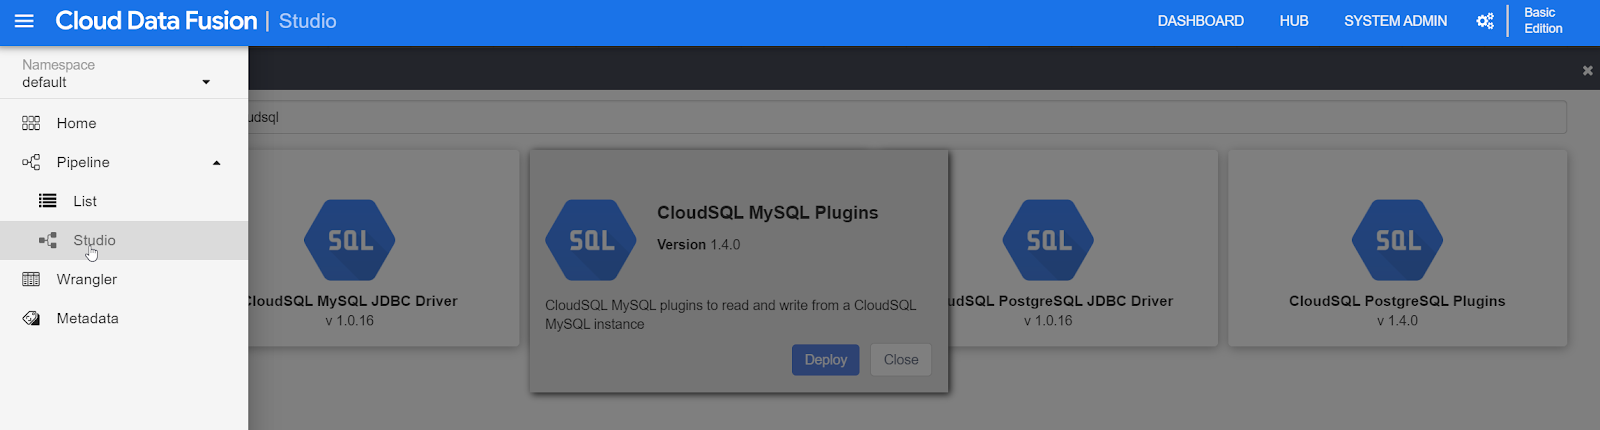 Cloud Data Fusion | Studio
DASHBOARD
HUB
SYSTEM ADMIN
Basic
Edition
Namespace
default
Home
Pipeline
List
Studio
Wrangler
Metadata
udsql
SQL
CloudSQL MySQL JDBC Driver
v 1.0.16
SQL
CloudSQL MySQL Plugins
Version 1.4.0
CloudSQL MySQL plugins to read and write from a CloudSQL
MySQL instance
Deploy
Close
SQL
udSQL PostgreSQL JDBC Driver
v 1.0.16
SQL
CloudSQL PostgreSQL Plugins
v 1.4.0